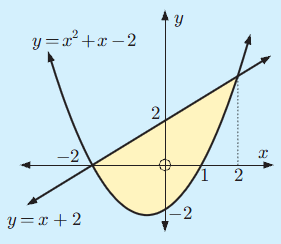 y
y = x² + x − 2
2
−2
x
1
2
−2
y = x + 2